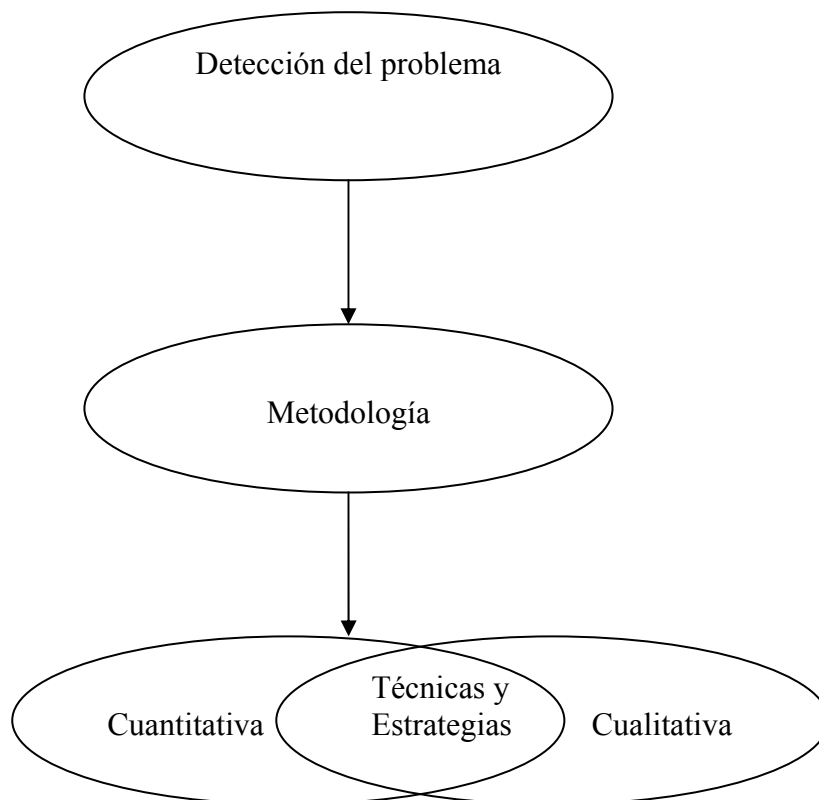 Detección del problema
Metodología
Técnicas y
Estrategias
Cuantitativa
Cualitativa